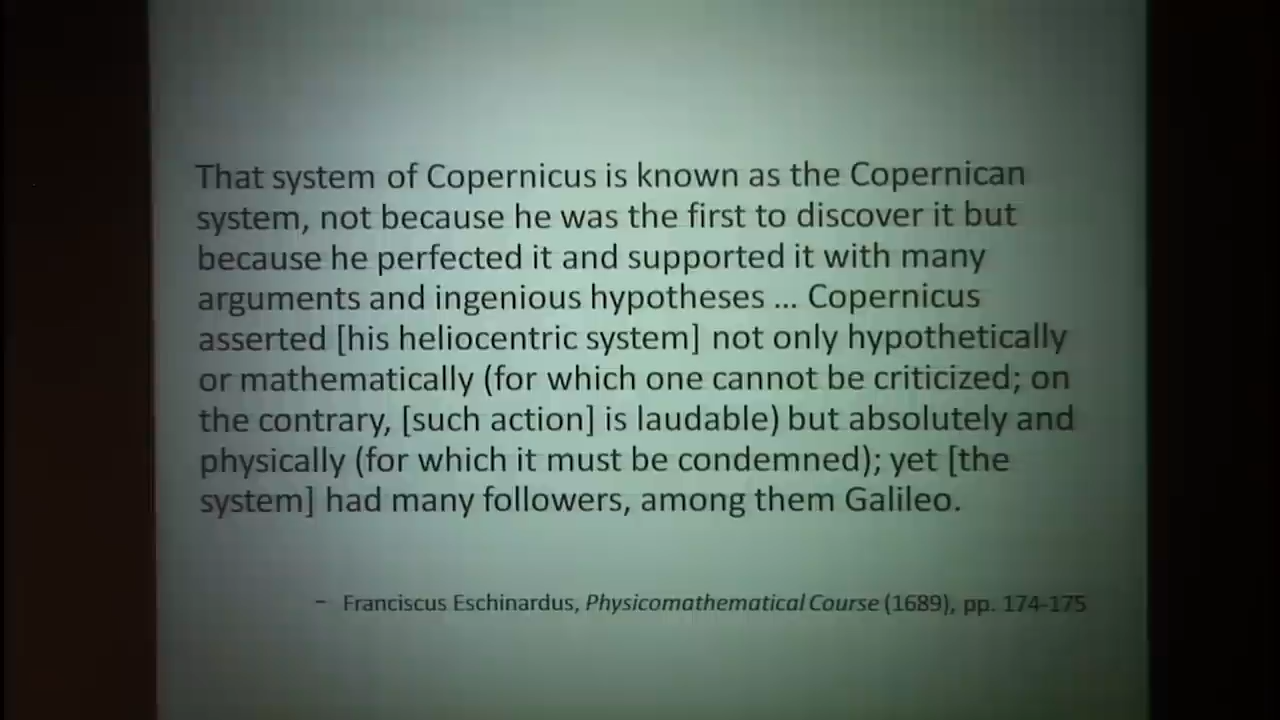 That system of Copernicus is known as the Copernican
system, not because he was the first to discover it but
because he perfected it and supported it with many
arguments and ingenious hypotheses ... Copernicus
asserted [his heliocentric system] not only hypothetically
or mathematically (for which one cannot be criticized; on
the contrary, [such action] is laudable) but absolutely and
physically (for which it must be condemned); yet [the
system] had many followers, among them Galileo.
– Franciscus Eschinardus, Physicomathematical Course (1689), pp. 174-175